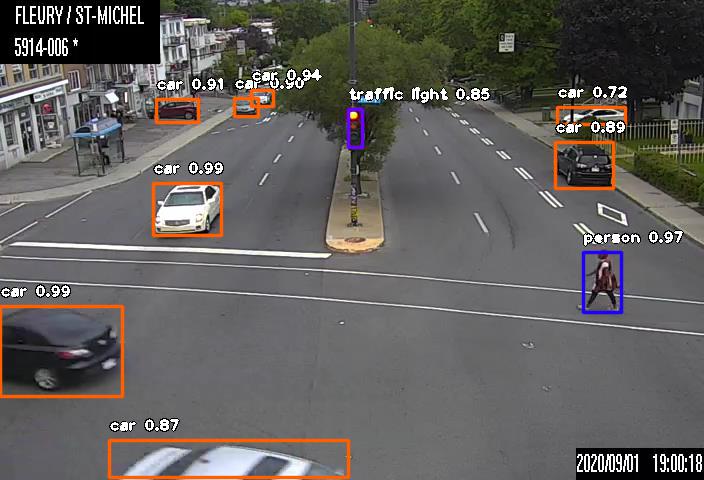 FLEURY / ST-MICHEL
5914-006 *
car 0.94
car 0.91
car 0.90
traffic light 0.85
car 0.72
car 0.89
car 0.99
person 0.97
car 0.99
car 0.87
2020/09/01 19:00:18